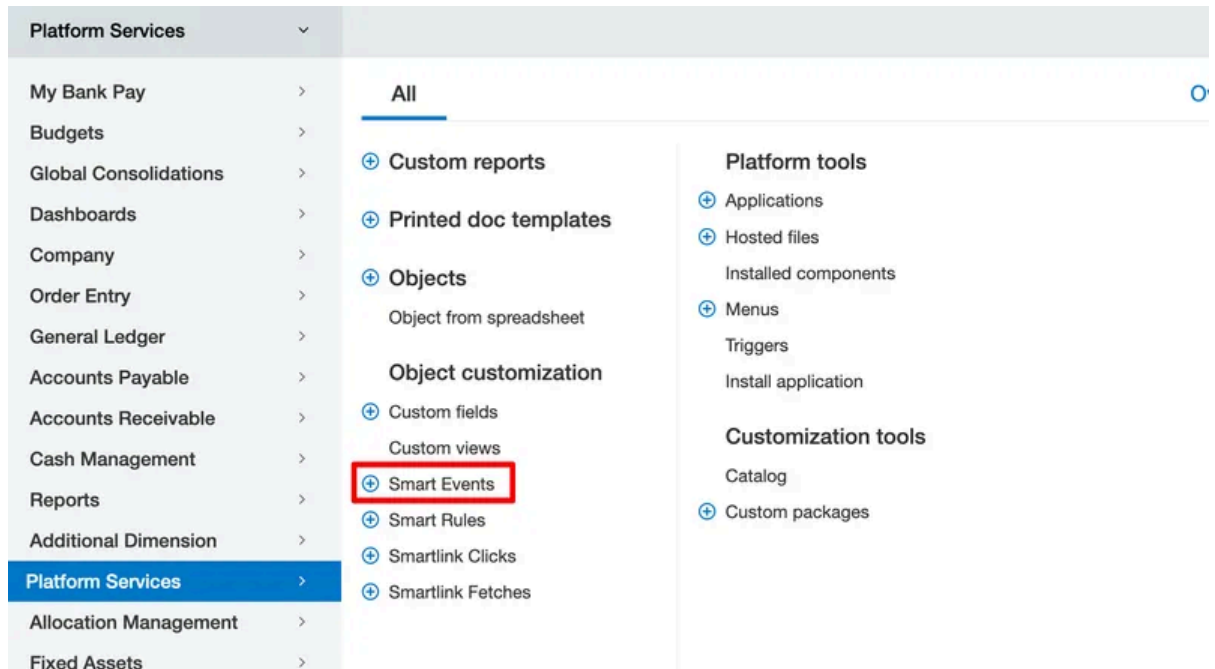 Platform Services
My Bank Pay
Budgets
Global Consolidations
Dashboards
Company
Order Entry
General Ledger
Accounts Payable
Accounts Receivable
Cash Management
Reports
Additional Dimension
Platform Services
Allocation Management
Fixed Assets
All
Custom reports
Printed doc templates
Objects
Object from spreadsheet
Object customization
Custom fields
Custom views
Smart Events
Smart Rules
Smartlink Clicks
Smartlink Fetches
Platform tools
Applications
Hosted files
Installed components
Menus
Triggers
Install application
Customization tools
Catalog
Custom packages